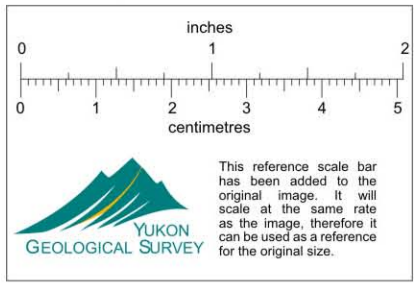 inches
0 1 2
0 1 2 3 4 5
centimetres
This reference scale bar
has been added to the
original image. It will
scale at the same rate
as the image, therefore it
can be used as a reference
for the original size.
YUKON
GEOLOGICAL SURVEY